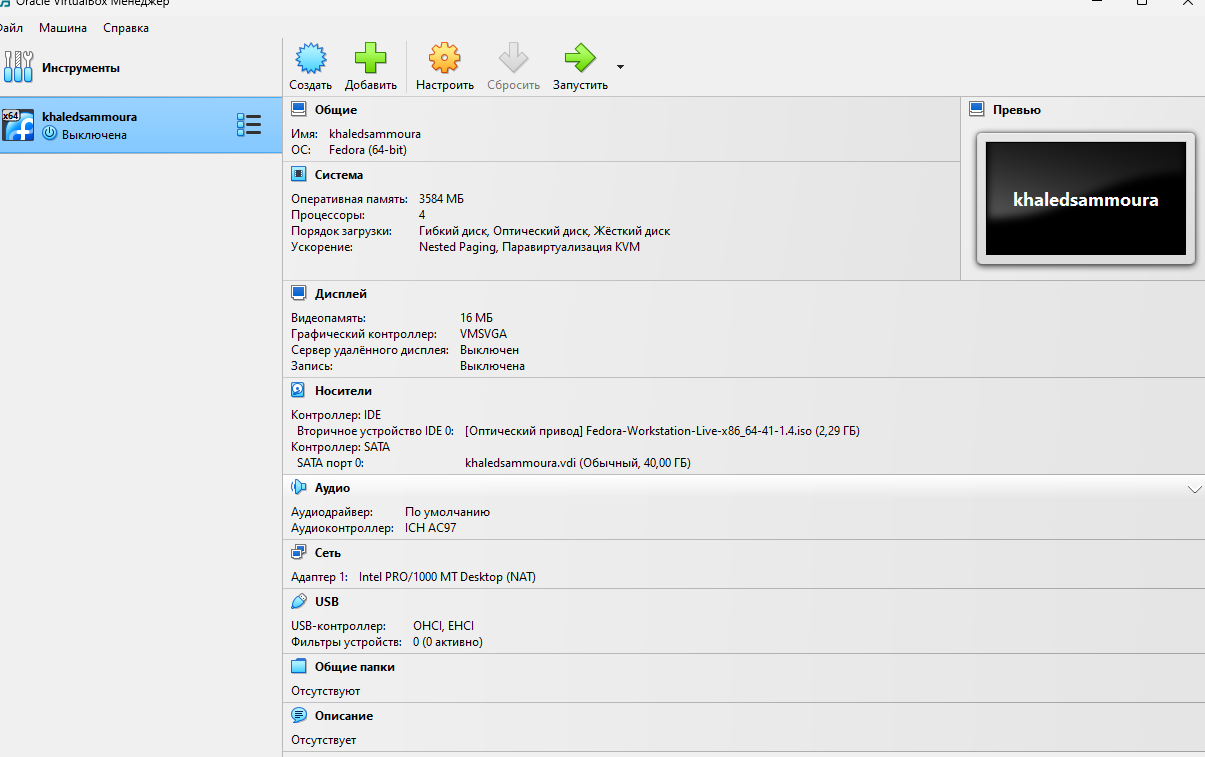 Oracle VirtualBox Менеджер
Файл Машина Справка
Инструменты
Создать Добавить Настроить Сбросить Запустить
x64
khaledsammoura
Выключена
Общие
Имя: khaledsammoura
ОС: Fedora (64-bit)
Превью
khaledsammoura
Система
Оперативная память: 3584 МБ
Процессоры: 4
Порядок загрузки: Гибкий диск, Оптический диск, Жёсткий диск
Ускорение: Nested Paging, Паравиртуализация KVM
Дисплей
Видеопамять: 16 МБ
Графический контроллер: VMSVGA
Сервер удалённого дисплея: Выключен
Запись: Выключена
Носители
Контроллер: IDE
Вторичное устройство IDE 0: [Оптический привод] Fedora-Workstation-Live-x86_64-41-1.4.iso (2,29 ГБ)
Контроллер: SATA
SATA порт 0: khaledsammoura.vdi (Обычный, 40,00 ГБ)
Аудио
Аудиодрайвер: По умолчанию
Аудиоконтроллер: ICH AC97
Сеть
Адаптер 1: Intel PRO/1000 MT Desktop (NAT)
USB
USB-контроллер: OHCI, EHCI
Фильтры устройств: 0 (0 активно)
Общие папки
Отсутствуют
Описание
Отсутствует